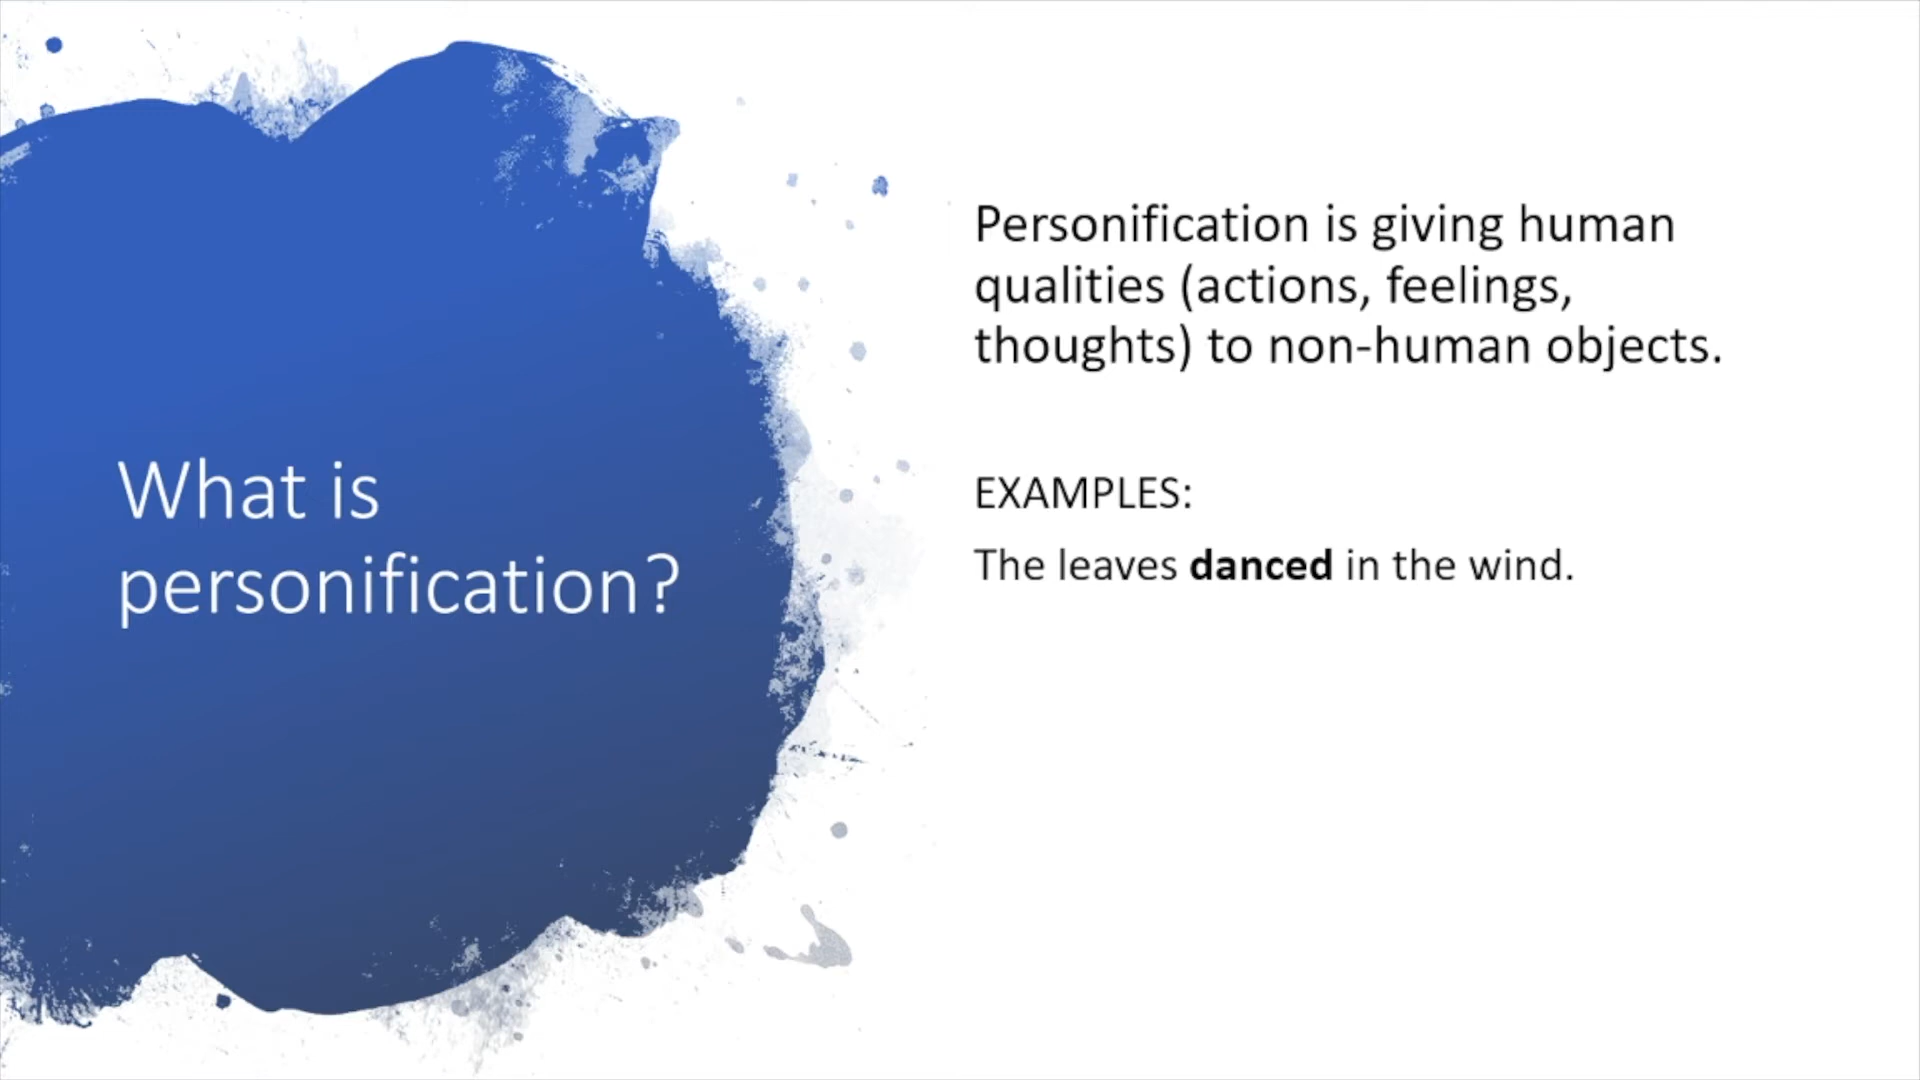 What is
personification?
Personification is giving human
qualities (actions, feelings,
thoughts) to non-human objects.
EXAMPLES:
The leaves danced in the wind.